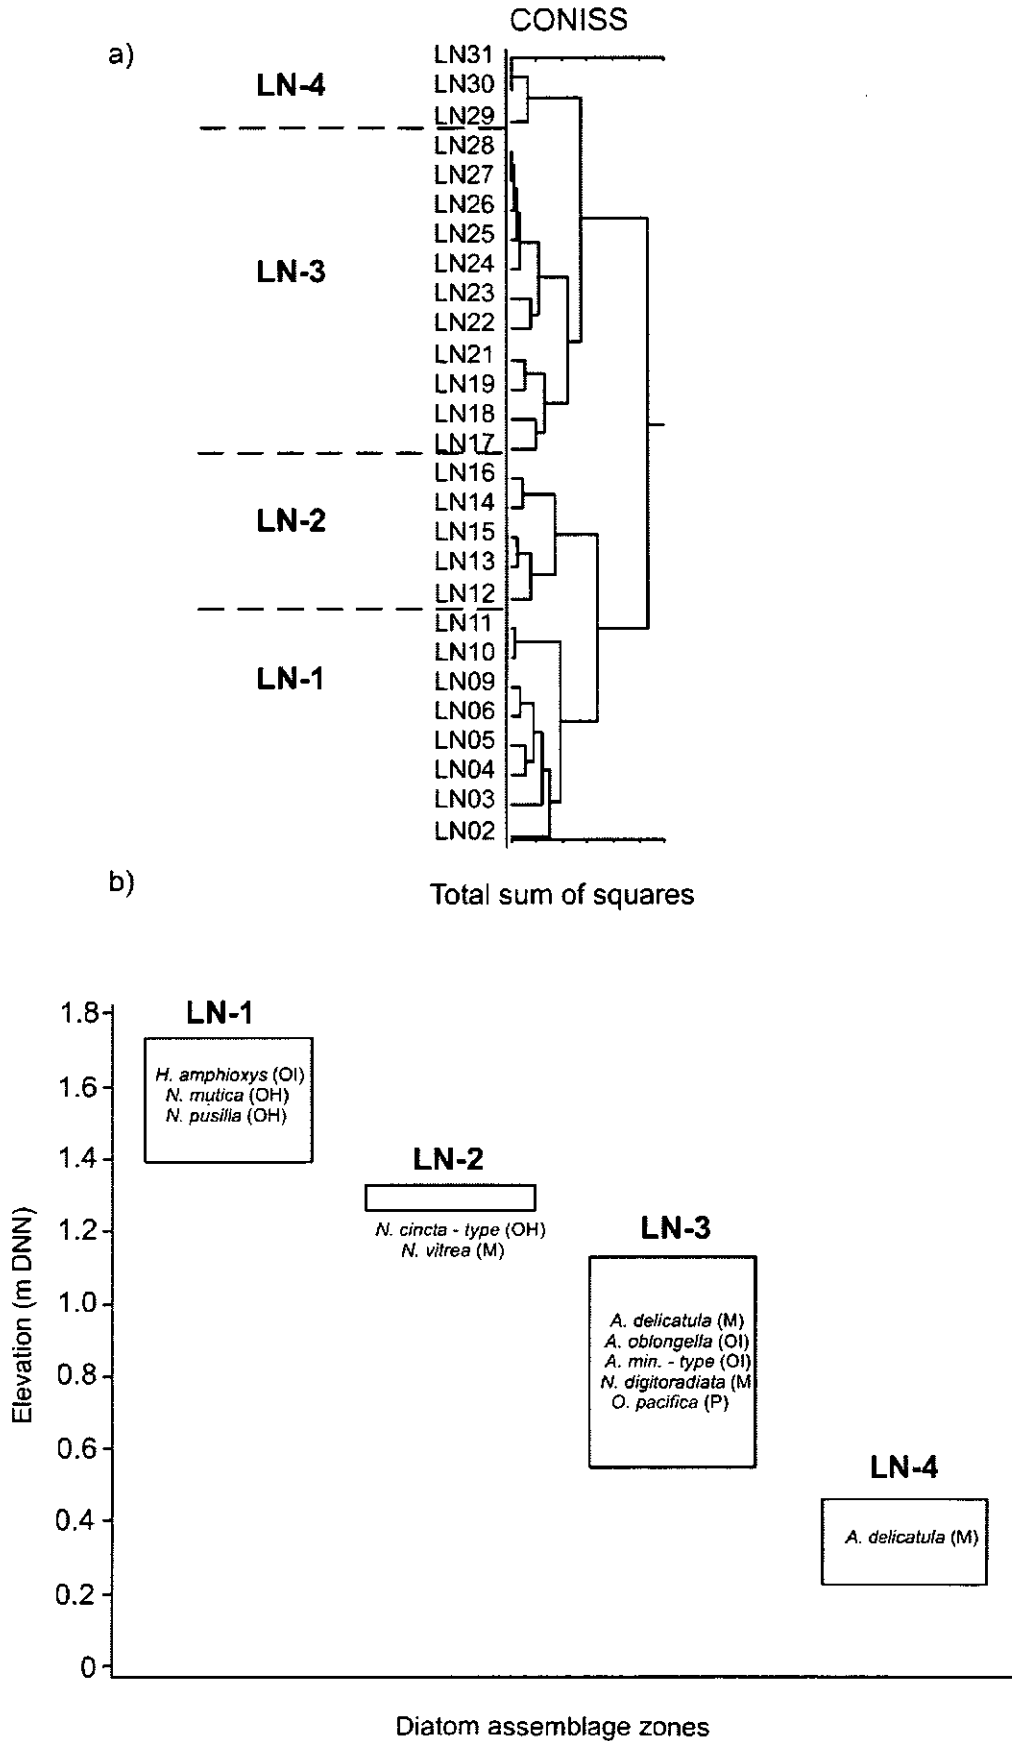 CONISS
a)
LN31
LN30
LN29
LN28
LN27
LN26
LN25
LN24
LN23
LN22
LN21
LN19
LN18
LN17
LN16
LN14
LN15
LN13
LN12
LN11
LN10
LN09
LN06
LN05
LN04
LN03
LN02
LN-4
LN-3
LN-2
LN-1
Total sum of squares
b)
Elevation (m DNN)
1.8
1.6
1.4
1.2
1.0
0.8
0.6
0.4
0.2
0
LN-1
H. amphioxys (OI)
N. mutica (OH)
N. pusilla (OH)
LN-2
N. cincta - type (OH)
N. vitrea (M)
LN-3
A. delicatula (M)
A. oblongella (OI)
A. min. - type (OI)
N. digitoradiata (M
O. pacifica (P)
LN-4
A. delicatula (M)
Diatom assemblage zones